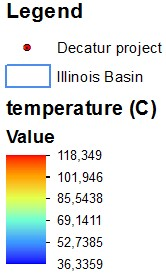 Legend
Decatur project
Illinois Basin
temperature (C)
Value
118,349
101,946
85,5438
69,1411
52,7385
36,3359